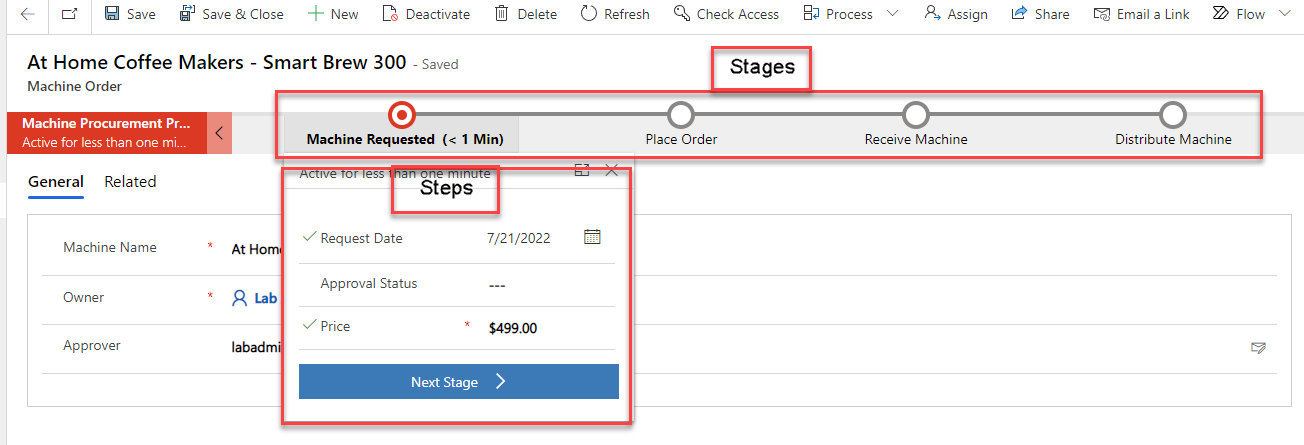 Save Save & Close New Deactivate Delete Refresh Check Access Process Assign Share Email a Link Flow
At Home Coffee Makers - Smart Brew 300 - Saved
Machine Order
Stages
Machine Procurement Pr...
Active for less than one mi...
Machine Requested (< 1 Min) Place Order Receive Machine Distribute Machine
General Related
Active for less than one minute
Steps
Machine Name * At Home
Request Date 7/21/2022
Approval Status ---
Owner * Lab
Price * $499.00
Approver labadmi
Next Stage